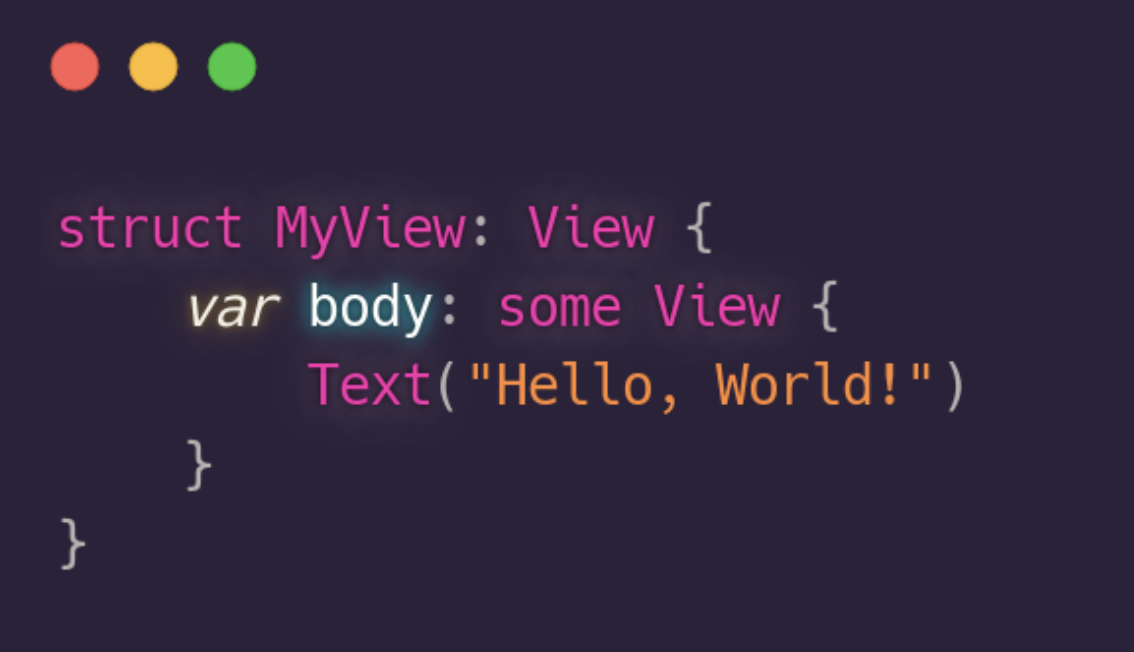 struct MyView: View {
    var body: some View {
        Text("Hello, World!")
    }
}